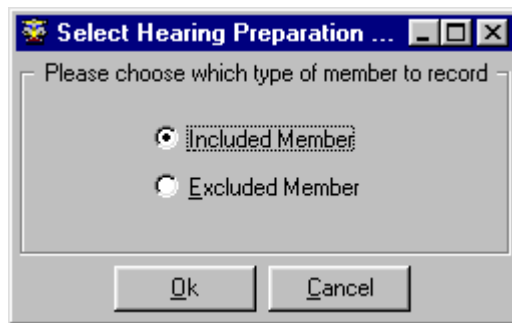 Select Hearing Preparation ...
Please choose which type of member to record
Included Member
Excluded Member
Ok Cancel